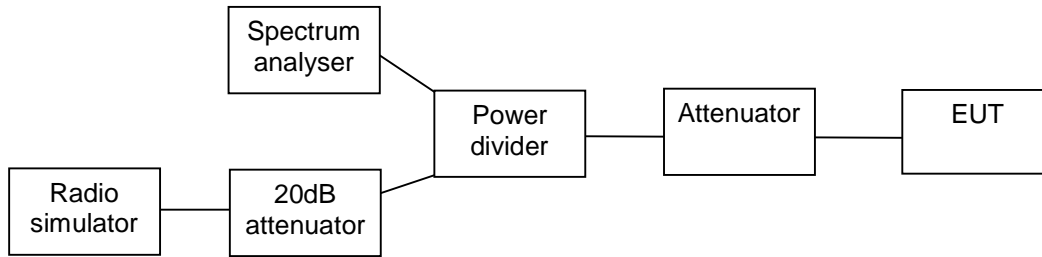 Spectrum
analyser
Power
divider
Attenuator
EUT
Radio
simulator
20dB
attenuator